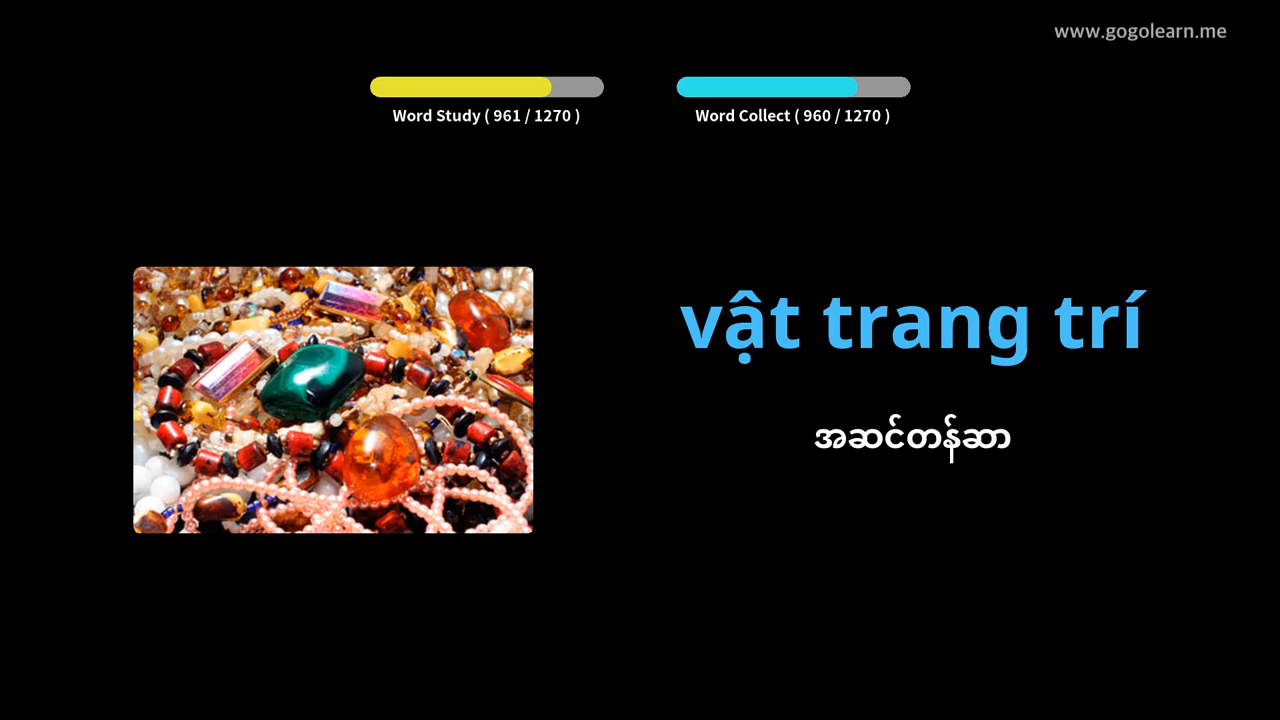 www.gogolearn.me
Word Study ( 961 / 1270 )
Word Collect ( 960 / 1270 )
vật trang trí
အဆင်တန်ဆာ